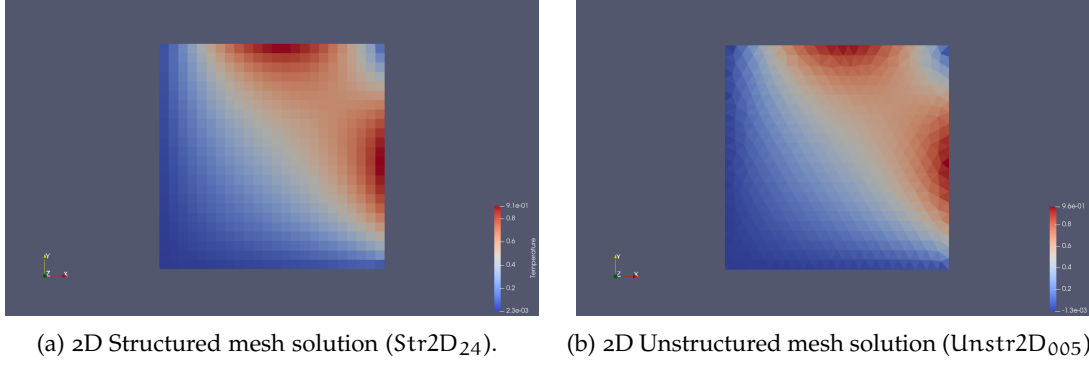 9.1e-01
0.8
0.6
0.4
0.2
2.3e-03
Temperature
Y
Z
X
9.6e-01
0.8
0.6
0.4
0.2
-1.3e-03
Y
Z
X
(a) 2D Structured mesh solution (Str2D₂₄).
(b) 2D Unstructured mesh solution (Unstr2D₀₀₅)